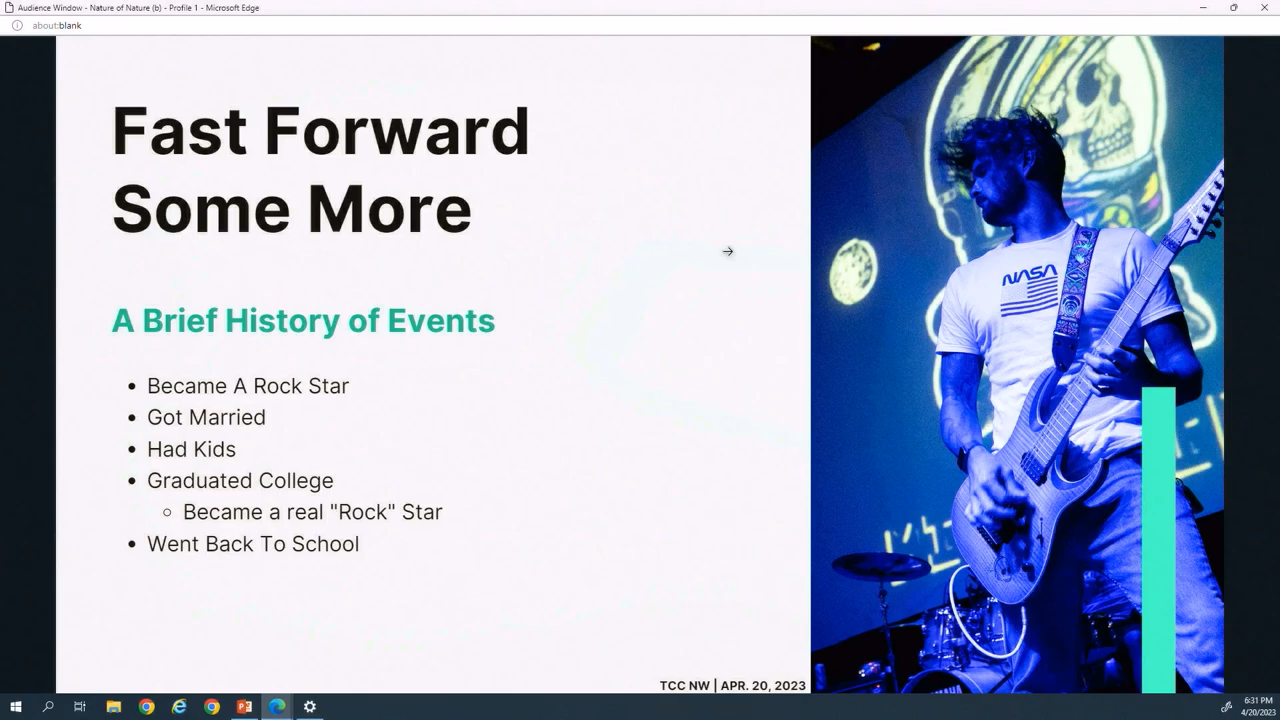 Audience Window - Nature of Nature (b) - Profile 1 - Microsoft Edge
about:blank
Fast Forward
Some More
A Brief History of Events
• Became A Rock Star
• Got Married
• Had Kids
• Graduated College
◦ Became a real "Rock" Star
• Went Back To School
NASA
TCC NW | APR. 20, 2023
6:31 PM
4/20/2023